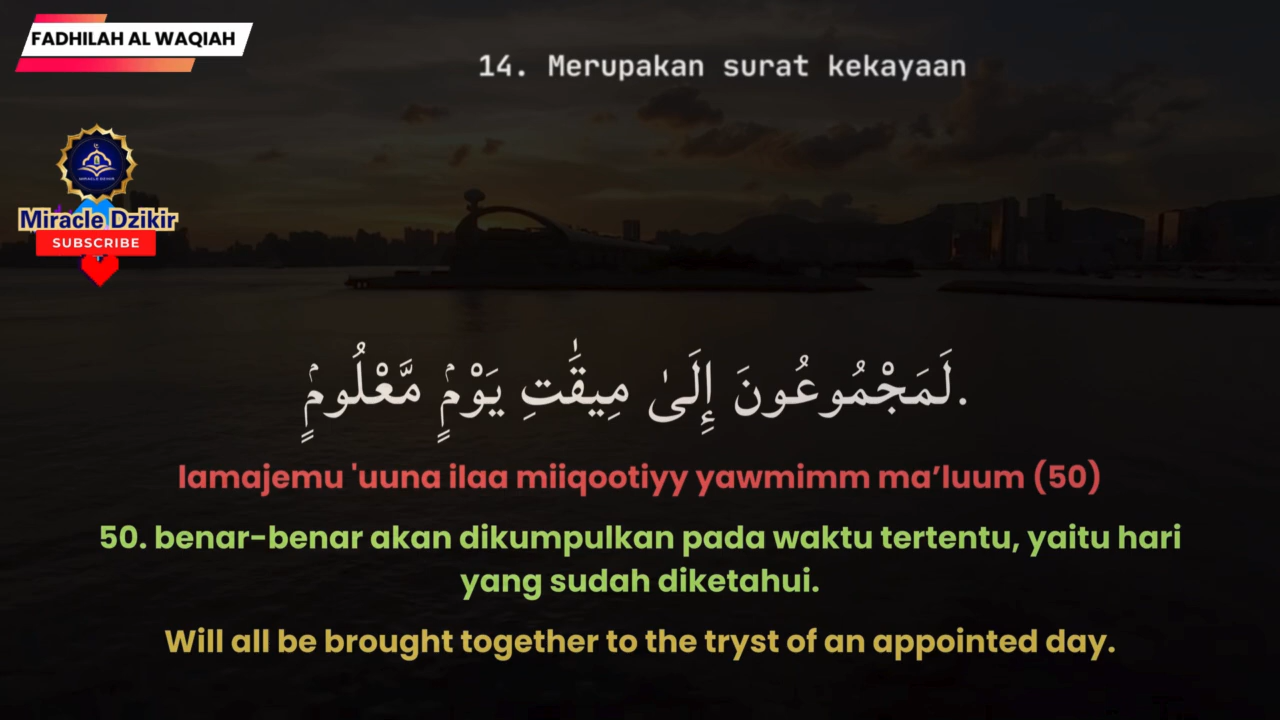 FADHILAH AL WAQIAH
14. Merupakan surat kekayaan
Miracle Dzikir
SUBSCRIBE
لَمَجْمُوعُونَ إِلَىٰ مِيقَٰتِ يَوْمٍۢ مَّعْلُومٍۢ.
lamajemu 'uuna ilaa miiqootiyy yawmimm ma’luum (50)
50. benar-benar akan dikumpulkan pada waktu tertentu, yaitu hari
yang sudah diketahui.
Will all be brought together to the tryst of an appointed day.